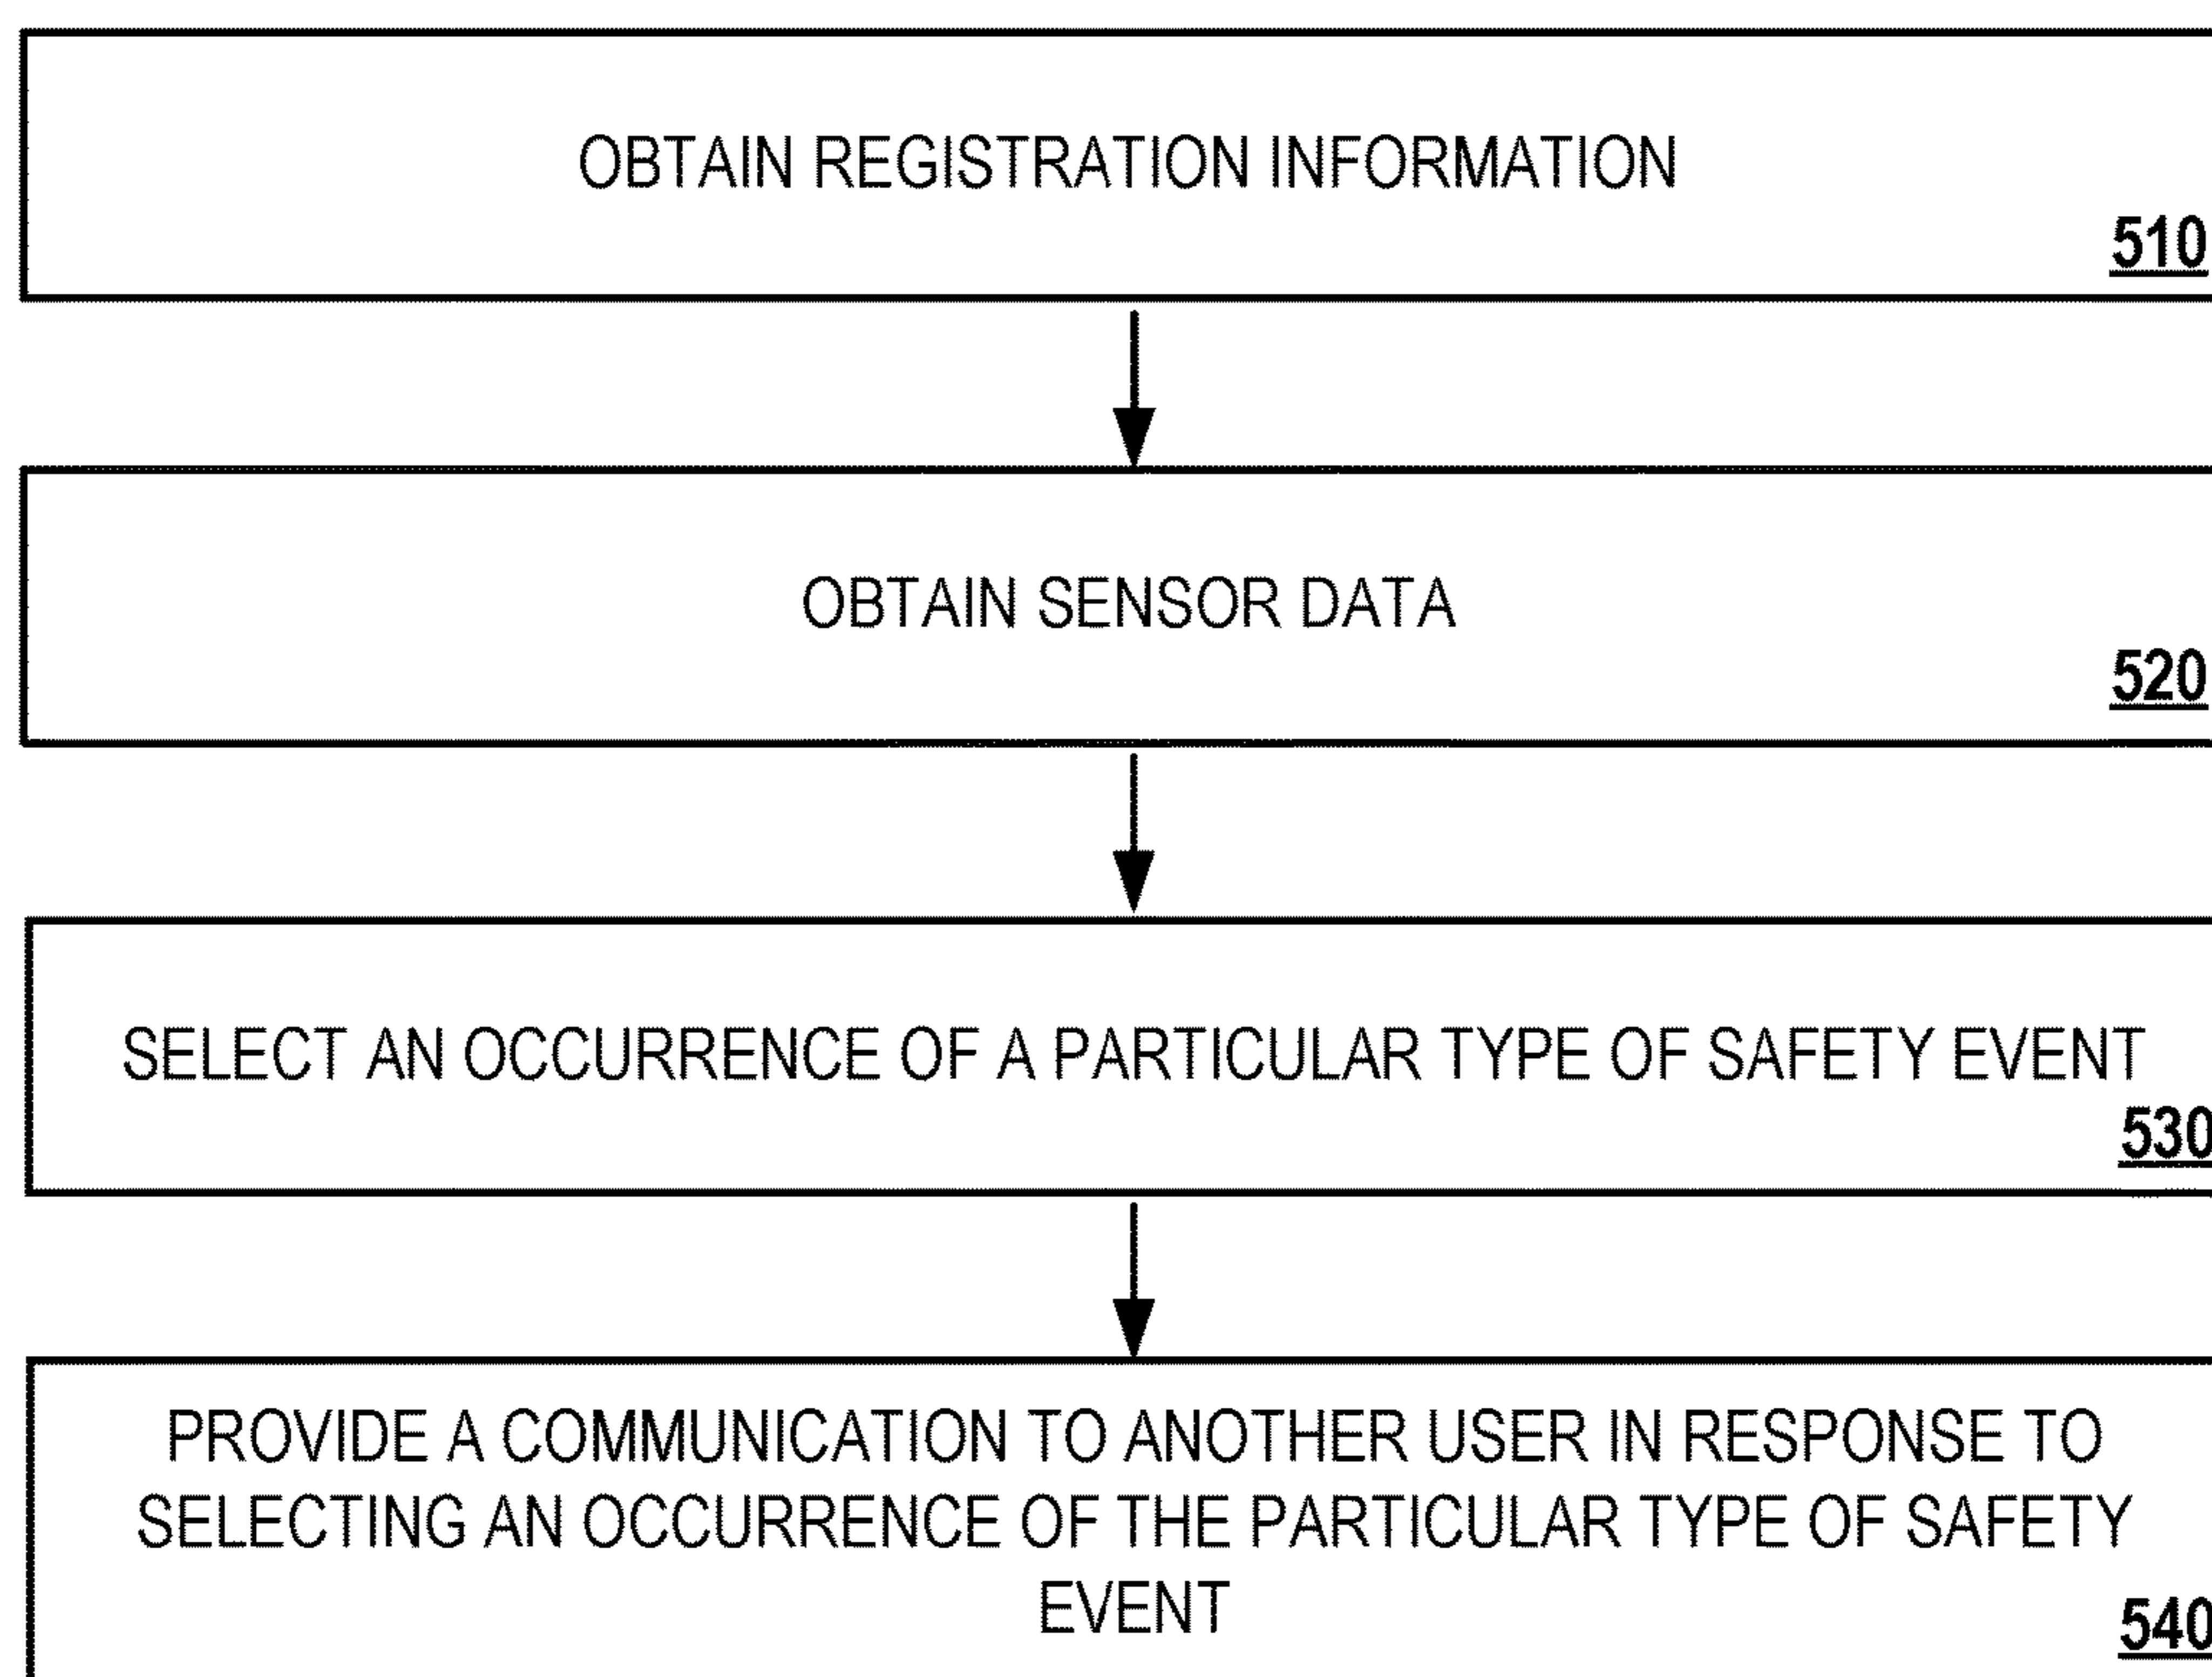 OBTAIN REGISTRATION INFORMATION
510
OBTAIN SENSOR DATA
520
SELECT AN OCCURRENCE OF A PARTICULAR TYPE OF SAFETY EVENT
530
PROVIDE A COMMUNICATION TO ANOTHER USER IN RESPONSE TO
SELECTING AN OCCURRENCE OF THE PARTICULAR TYPE OF SAFETY
EVENT
540